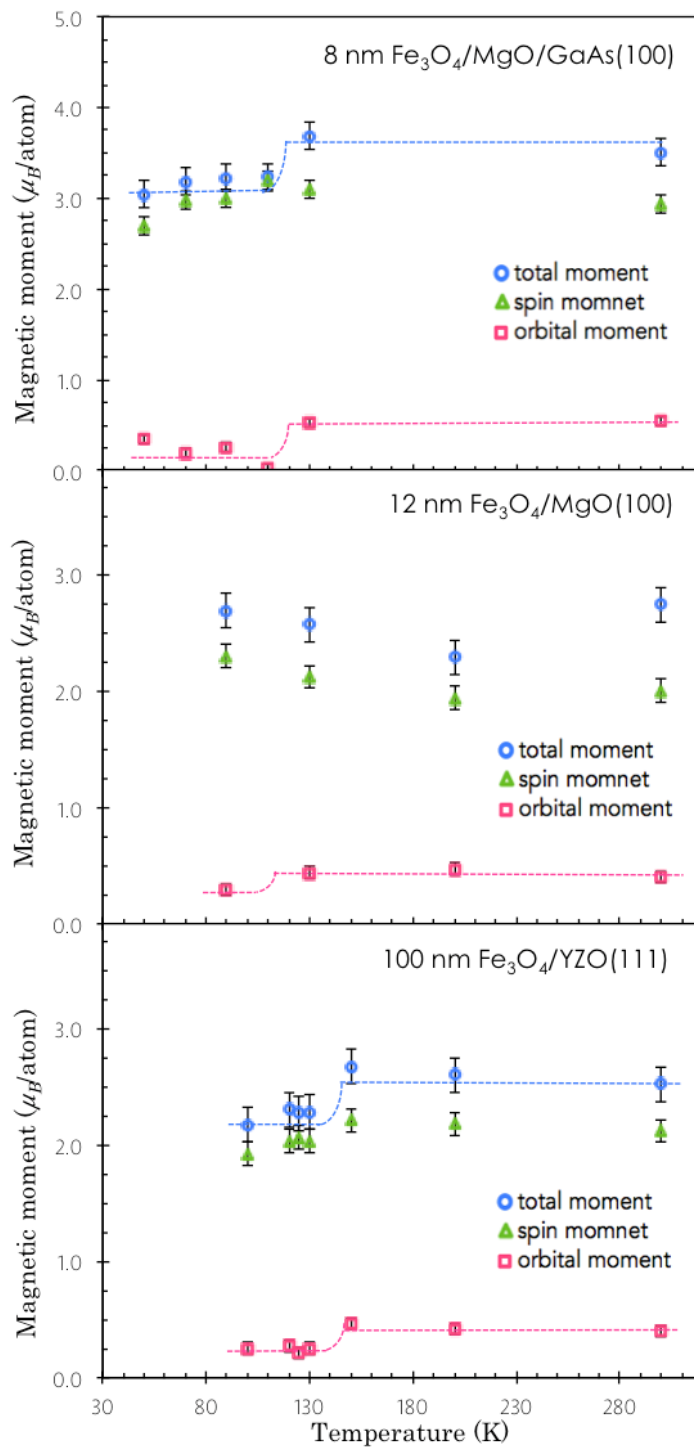 8 nm Fe₃O₄/MgO/GaAs(100)
Magnetic moment (μB/atom)
5.0
4.0
3.0
2.0
1.0
0.0
total moment
spin momnet
orbital moment
12 nm Fe₃O₄/MgO(100)
Magnetic moment (μB/atom)
3.0
2.0
1.0
0.0
total moment
spin momnet
orbital moment
100 nm Fe₃O₄/YZO(111)
Magnetic moment (μB/atom)
3.0
2.0
1.0
0.0
total moment
spin momnet
orbital moment
30 80 130 180 230 280
Temperature (K)